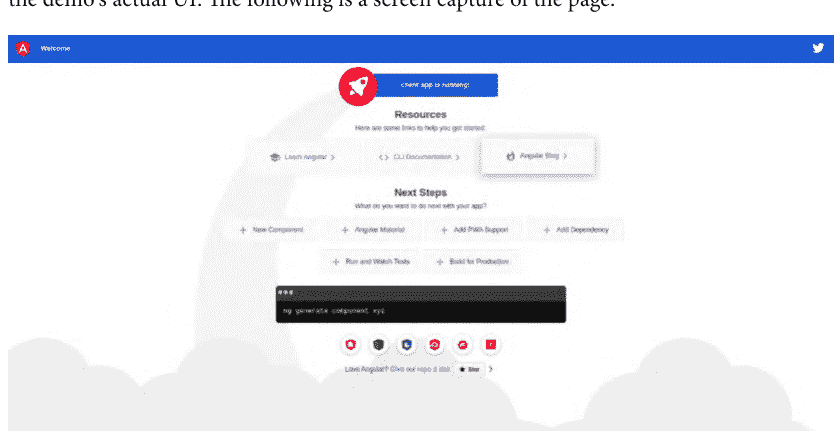 the demo's actual UI. The following is a screen capture of the page:
Welcome
client app is running!
Resources
Here are some links to help you get started:
Learn Angular
CLI Documentation
Angular Blog
Next Steps
What do you want to do next with your app?
New Component
Angular Material
Add PWA Support
Add Dependency
Run and Watch Tests
Build for Production
ng generate component xyz
Love Angular? Give our repo a star.
Star